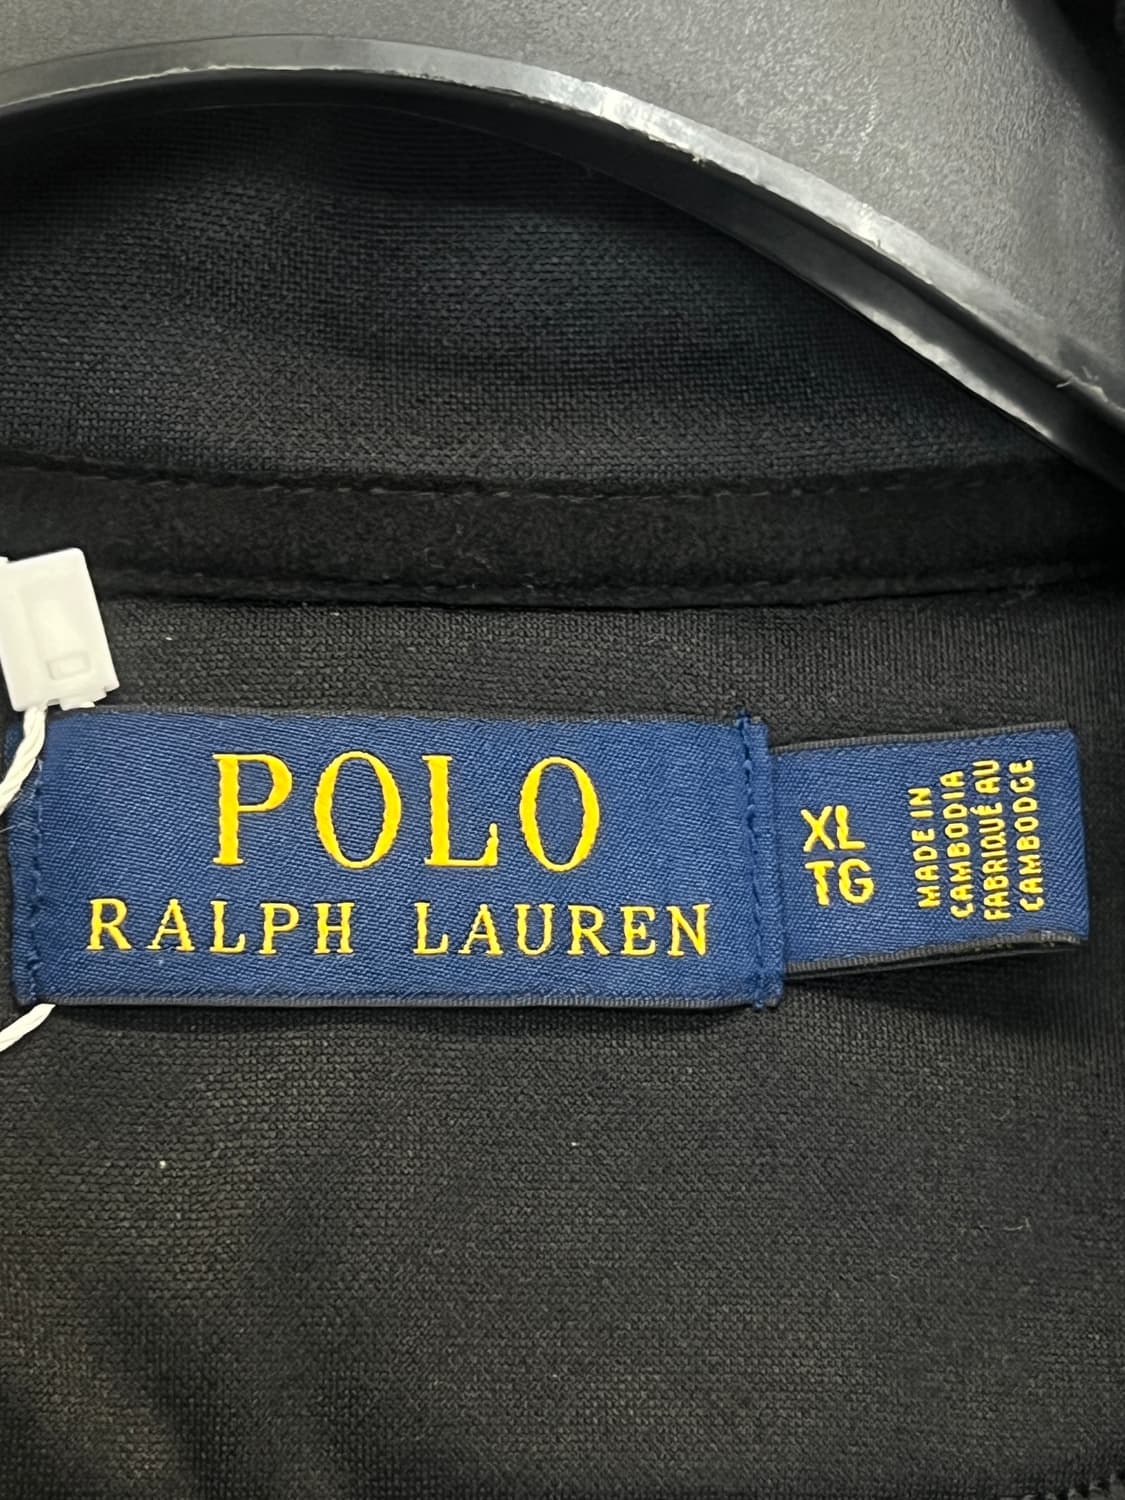 POLO
RALPH LAUREN
XL
TG
MADE IN
CAMBODIA
FABRIQUÉ AU
CAMBODGE